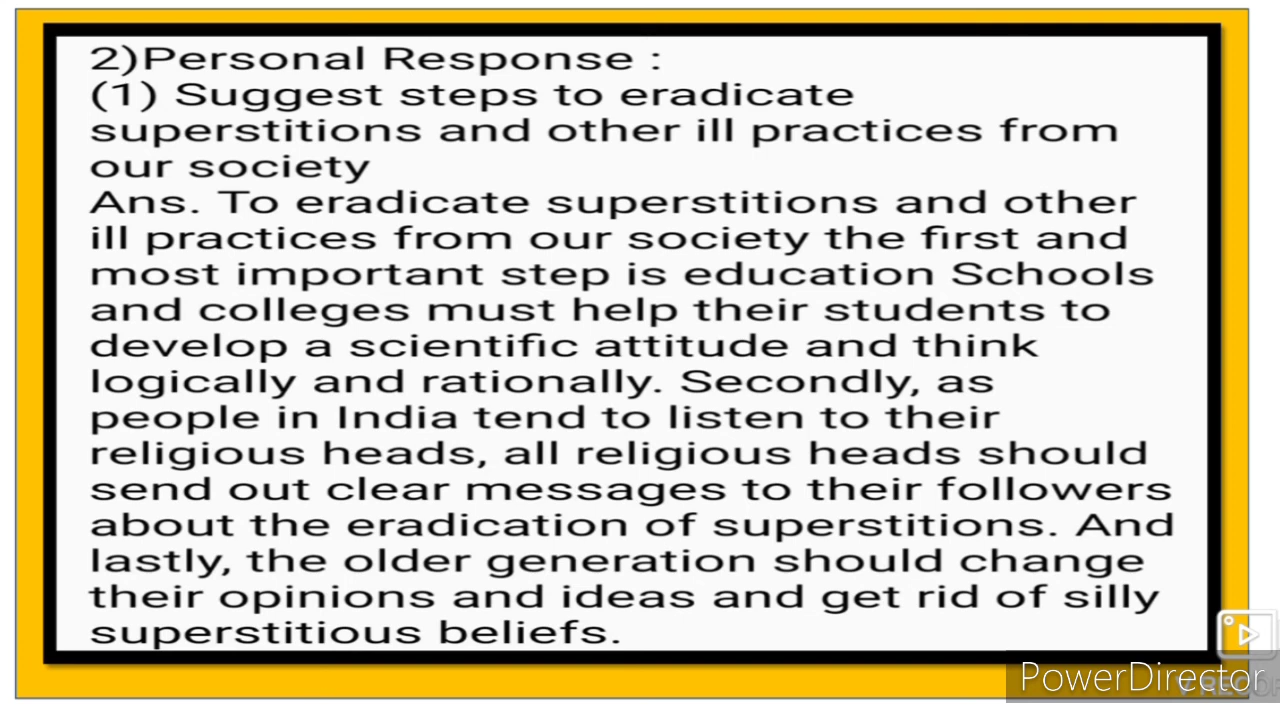 2)Personal Response :
(1) Suggest steps to eradicate
superstitions and other ill practices from
our society
Ans. To eradicate superstitions and other
ill practices from our society the first and
most important step is education Schools
and colleges must help their students to
develop a scientific attitude and think
logically and rationally. Secondly, as
people in India tend to listen to their
religious heads, all religious heads should
send out clear messages to their followers
about the eradication of superstitions. And
lastly, the older generation should change
their opinions and ideas and get rid of silly
superstitious beliefs.
PowerDirector